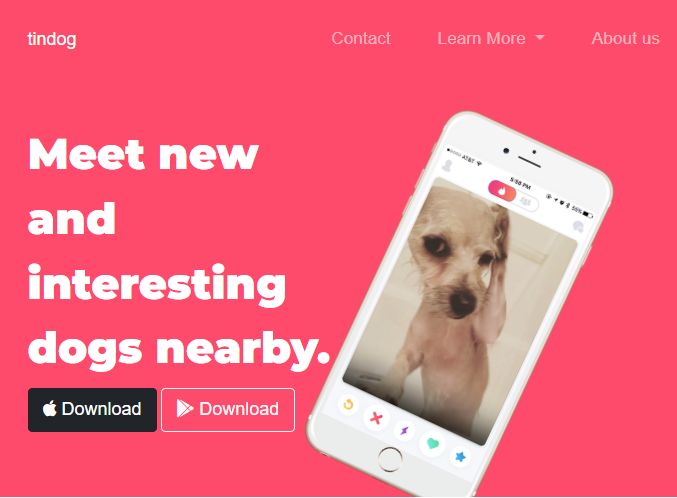 tindog
Contact
Learn More
About us
Meet new
and
interesting
dogs nearby.
Download
Download
AT&T
5:58 PM